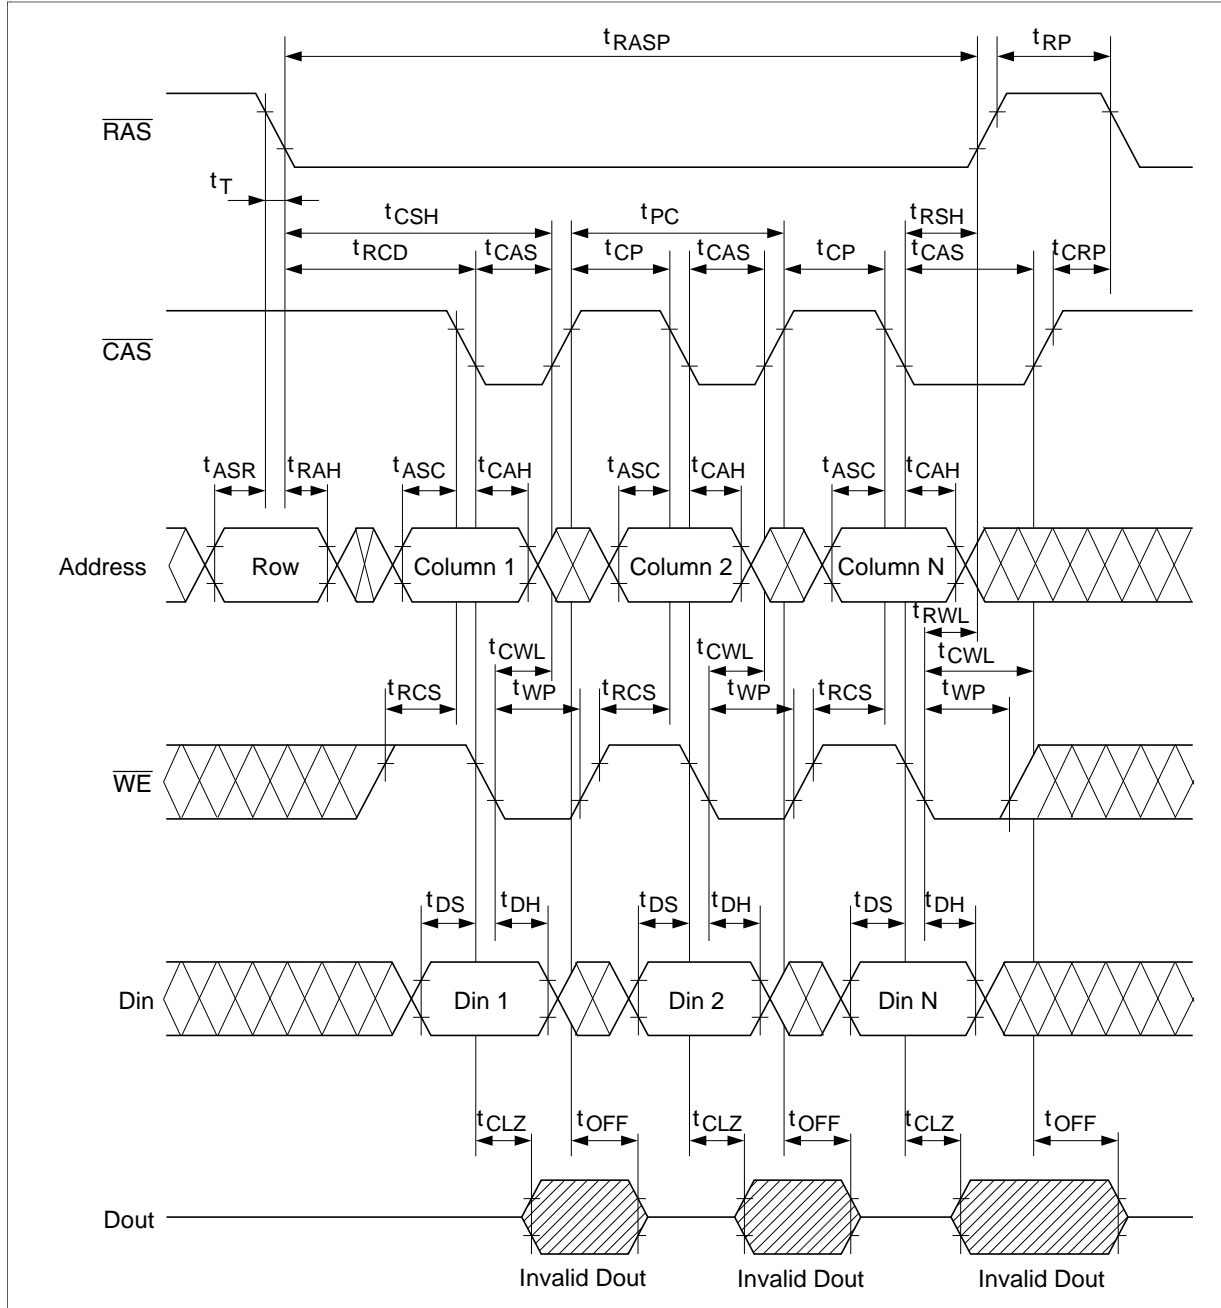 tRASP tRP
RAS
tT
tCSH tPC tRSH
tRCD tCAS tCP tCAS tCP tCAS tCRP
CAS
tASR tRAH tASC tCAH tASC tCAH tASC tCAH
Address Row Column 1 Column 2 Column N
tRWL
tCWL tCWL tCWL
tRCS tWP tRCS tWP tRCS tWP
WE
tDS tDH tDS tDH tDS tDH
Din Din 1 Din 2 Din N
tCLZ tOFF tCLZ tOFF tCLZ tOFF
Dout
Invalid Dout Invalid Dout Invalid Dout